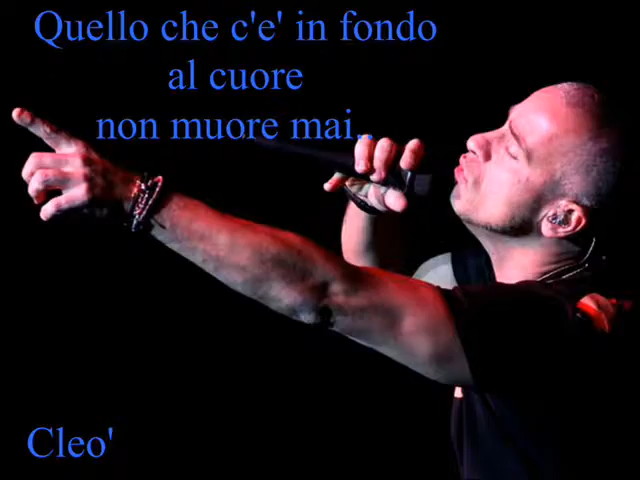 Quello che c'e' in fondo
al cuore
non muore mai..
Cleo'